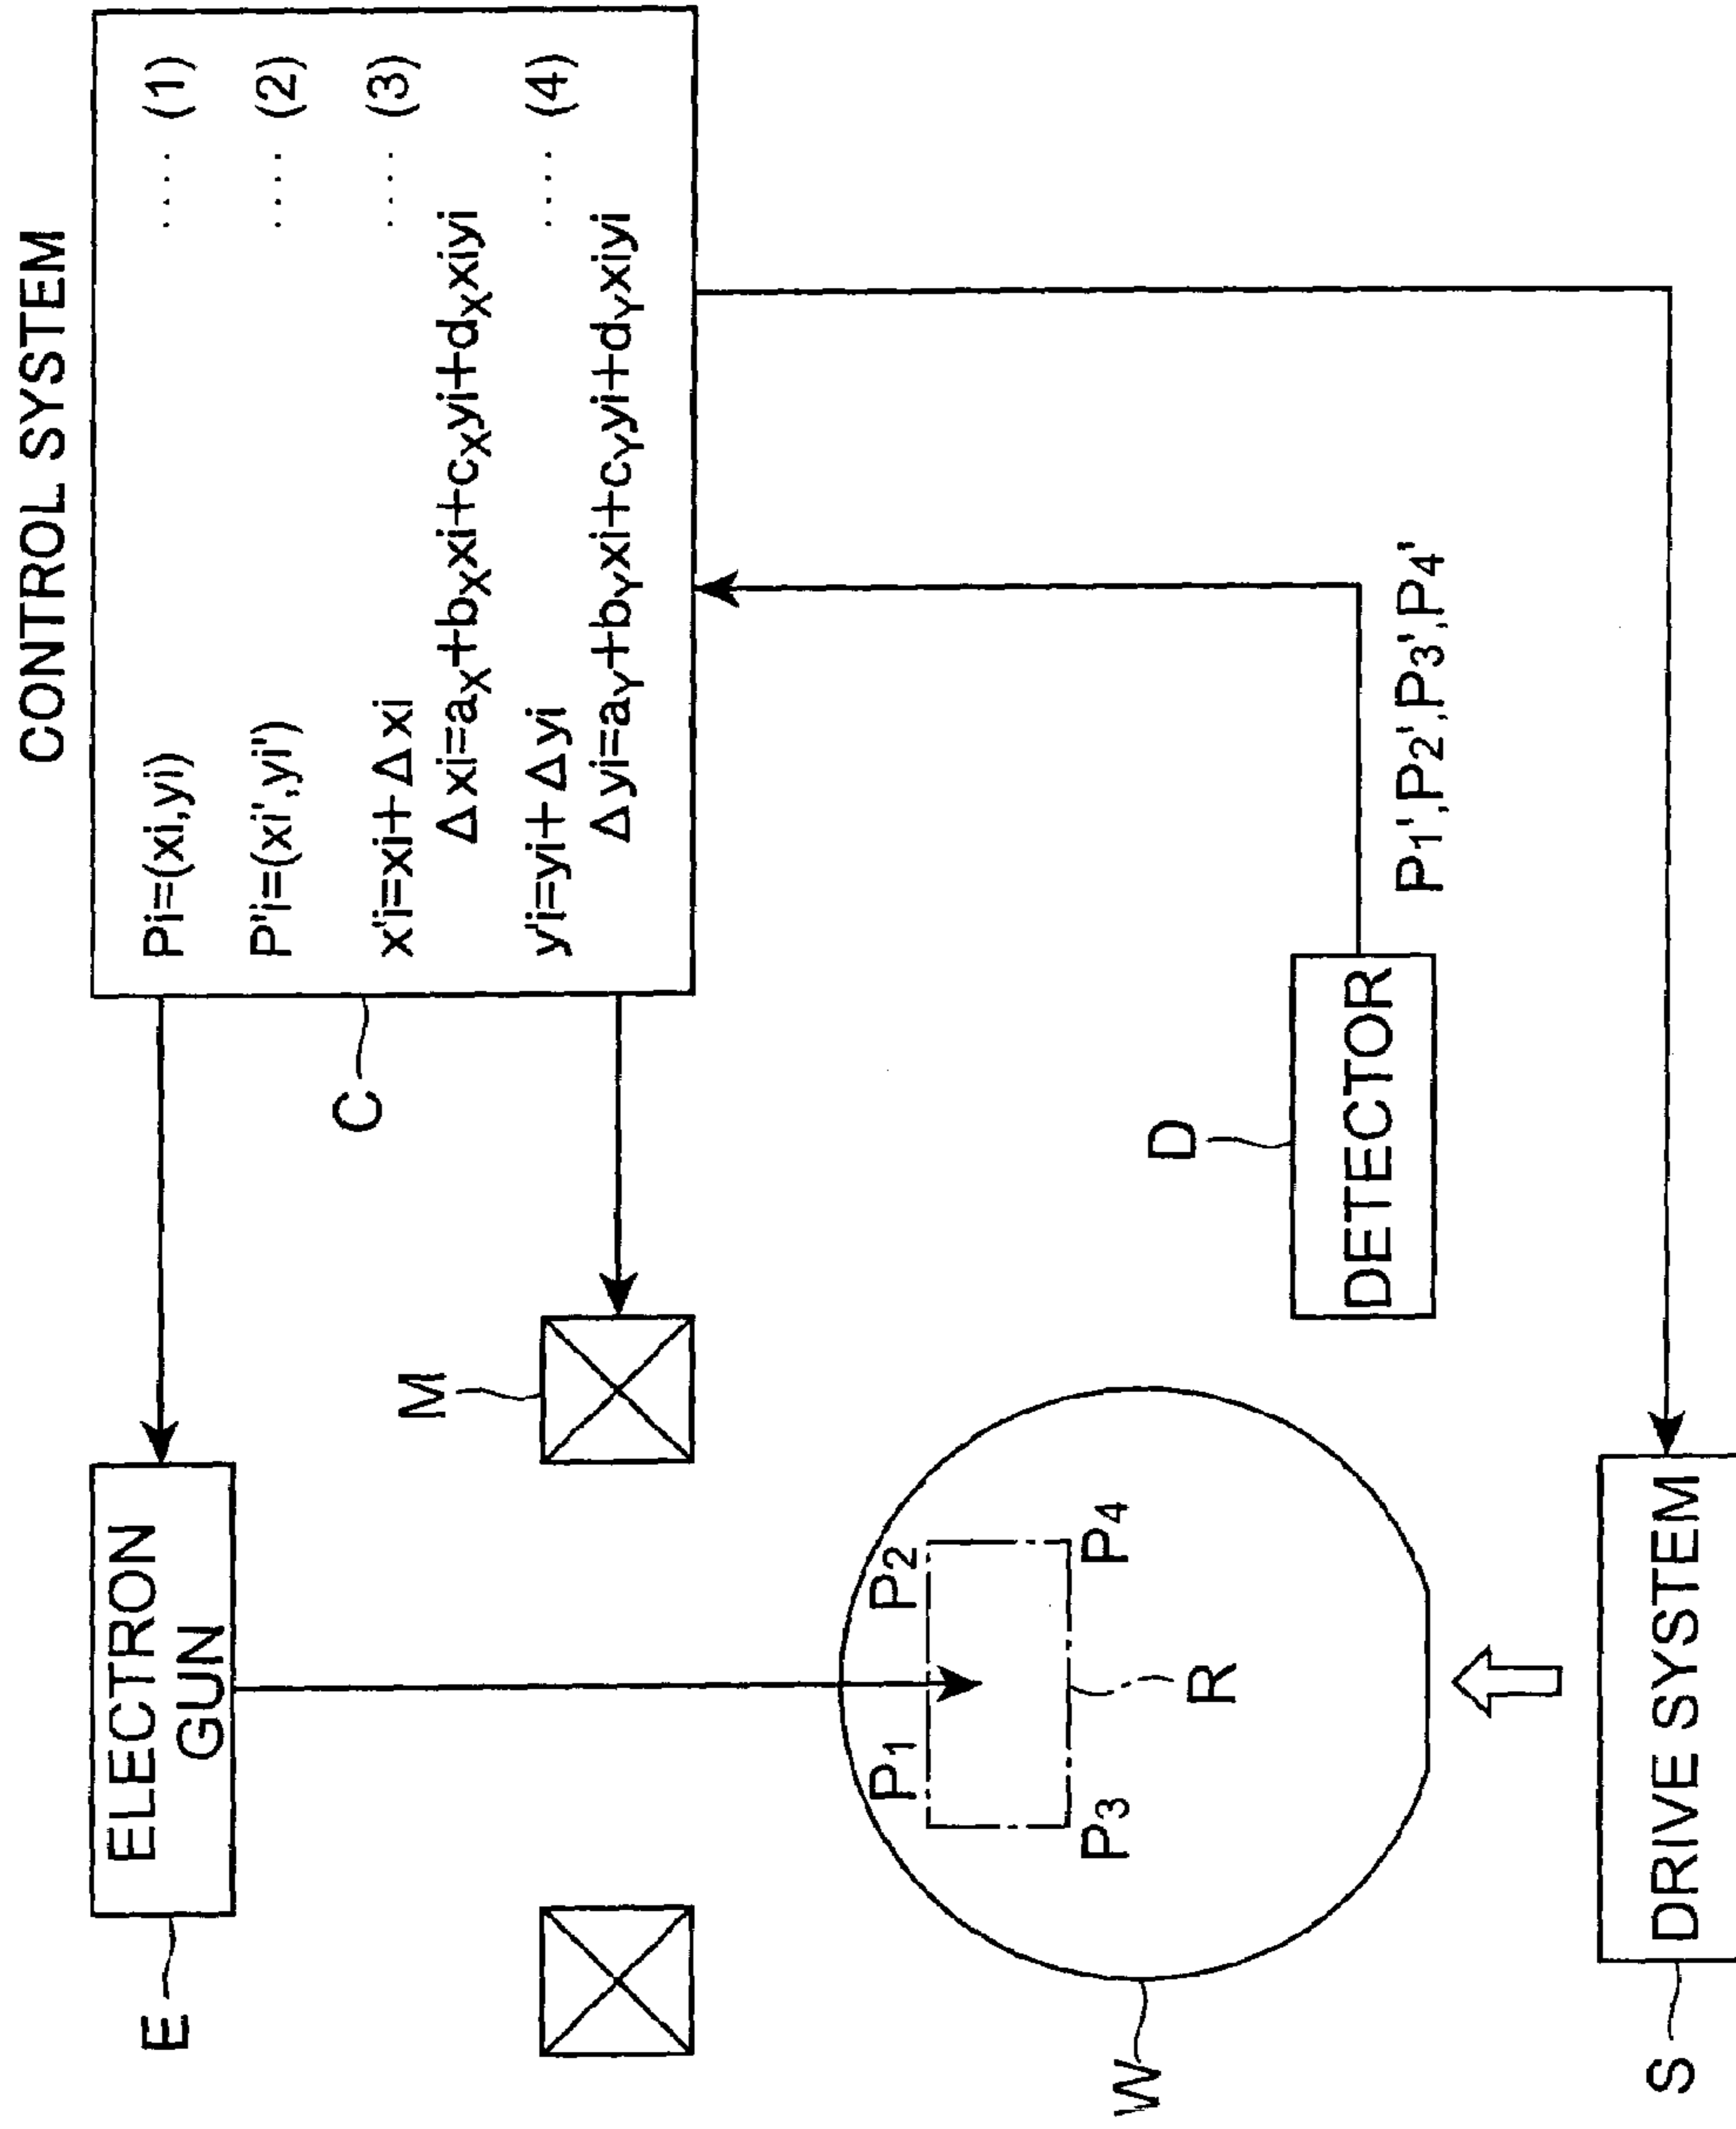 CONTROL SYSTEM
Pi=(xi,yi) ···· (1)
P'i=(xi',yi') ···· (2)
x'i=xi+Δxi ···· (3)
Δxi=aX+bXxi+cXyi+dXxiyi
y'i=yi+Δyi ···· (4)
Δyi=aY+bYxi+cYyi+dYxiyi
E
ELECTRON
GUN
C
M
W
P1 P2
P3 P4
R
D
DETECTOR
P1',P2',P3',P4'
S
DRIVE SYSTEM